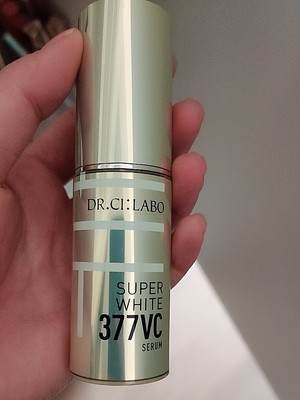 DR.CI:LABO
SUPER
WHITE
377VC
SERUM